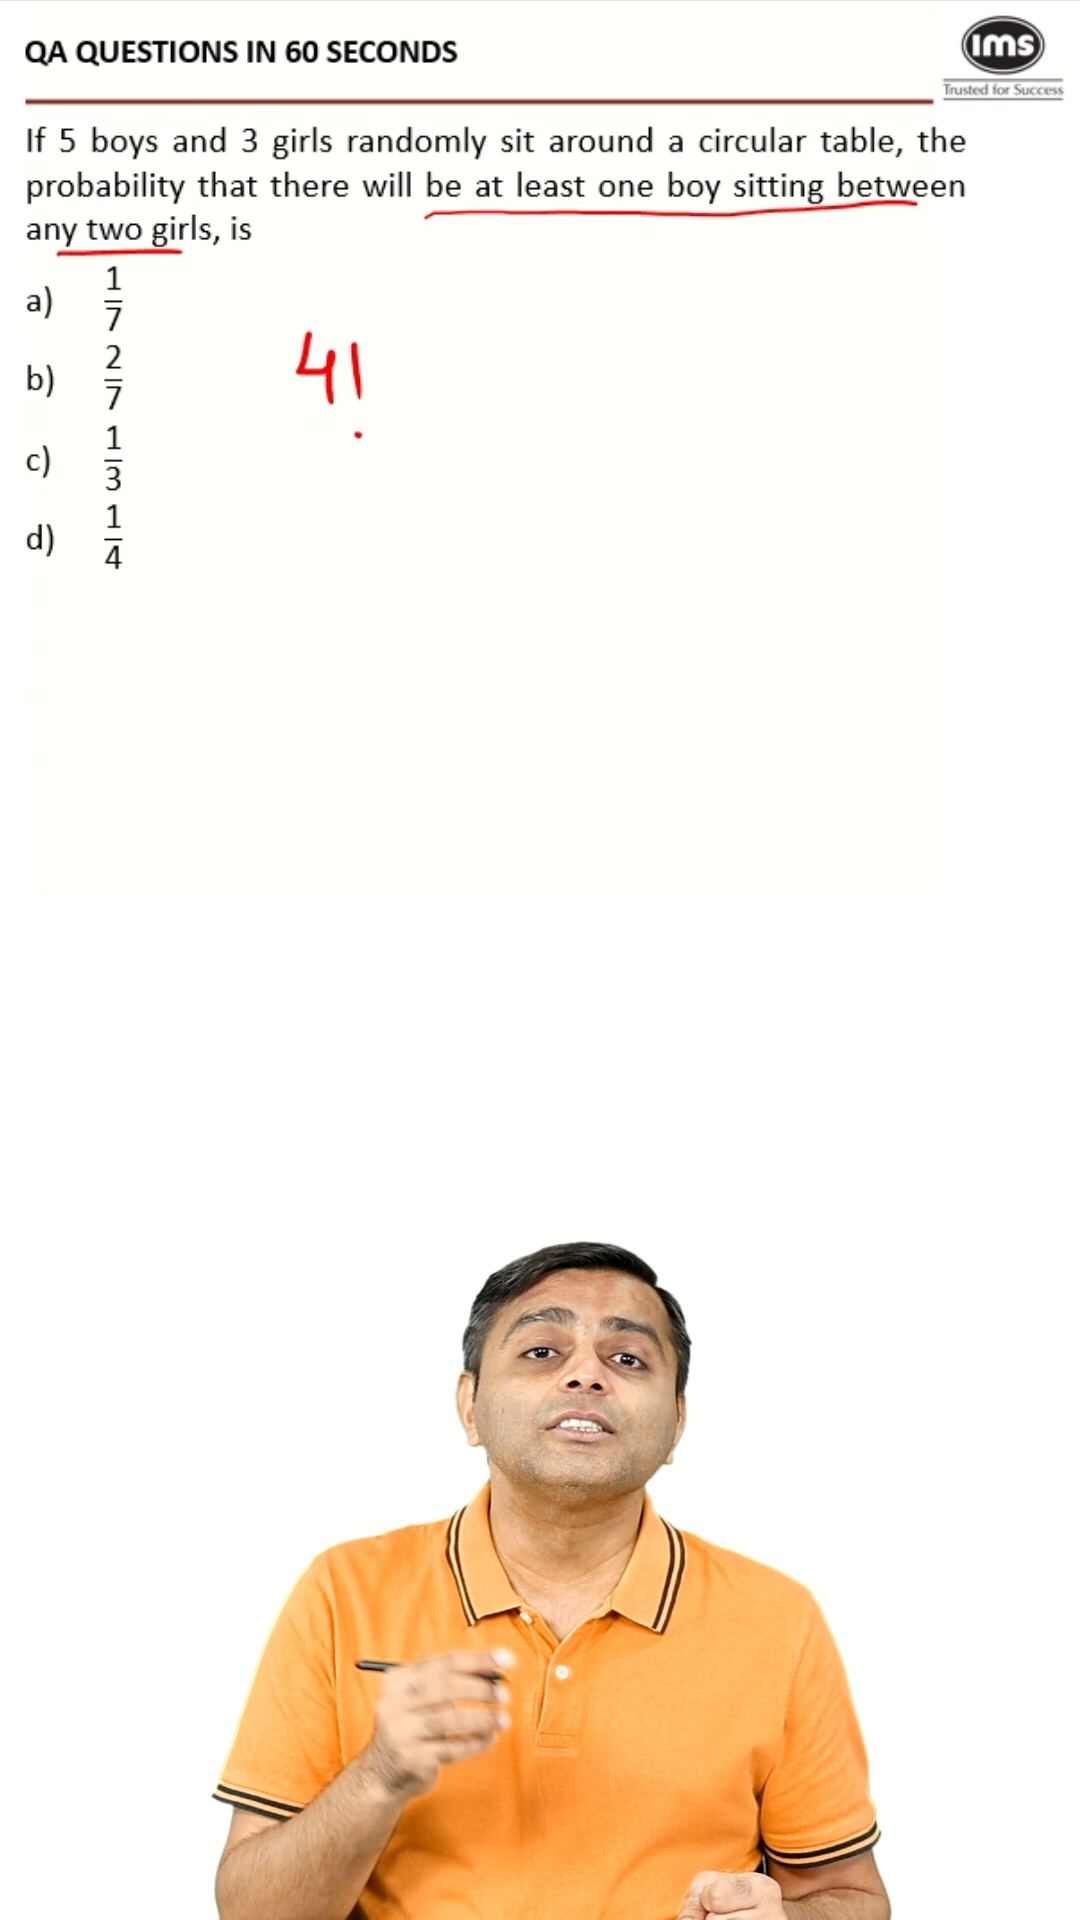 QA QUESTIONS IN 60 SECONDS
ims
Trusted for Success
If 5 boys and 3 girls randomly sit around a circular table, the
probability that there will be at least one boy sitting between
any two girls, is
a) 1/7
b) 2/7
c) 1/3
d) 1/4
4!